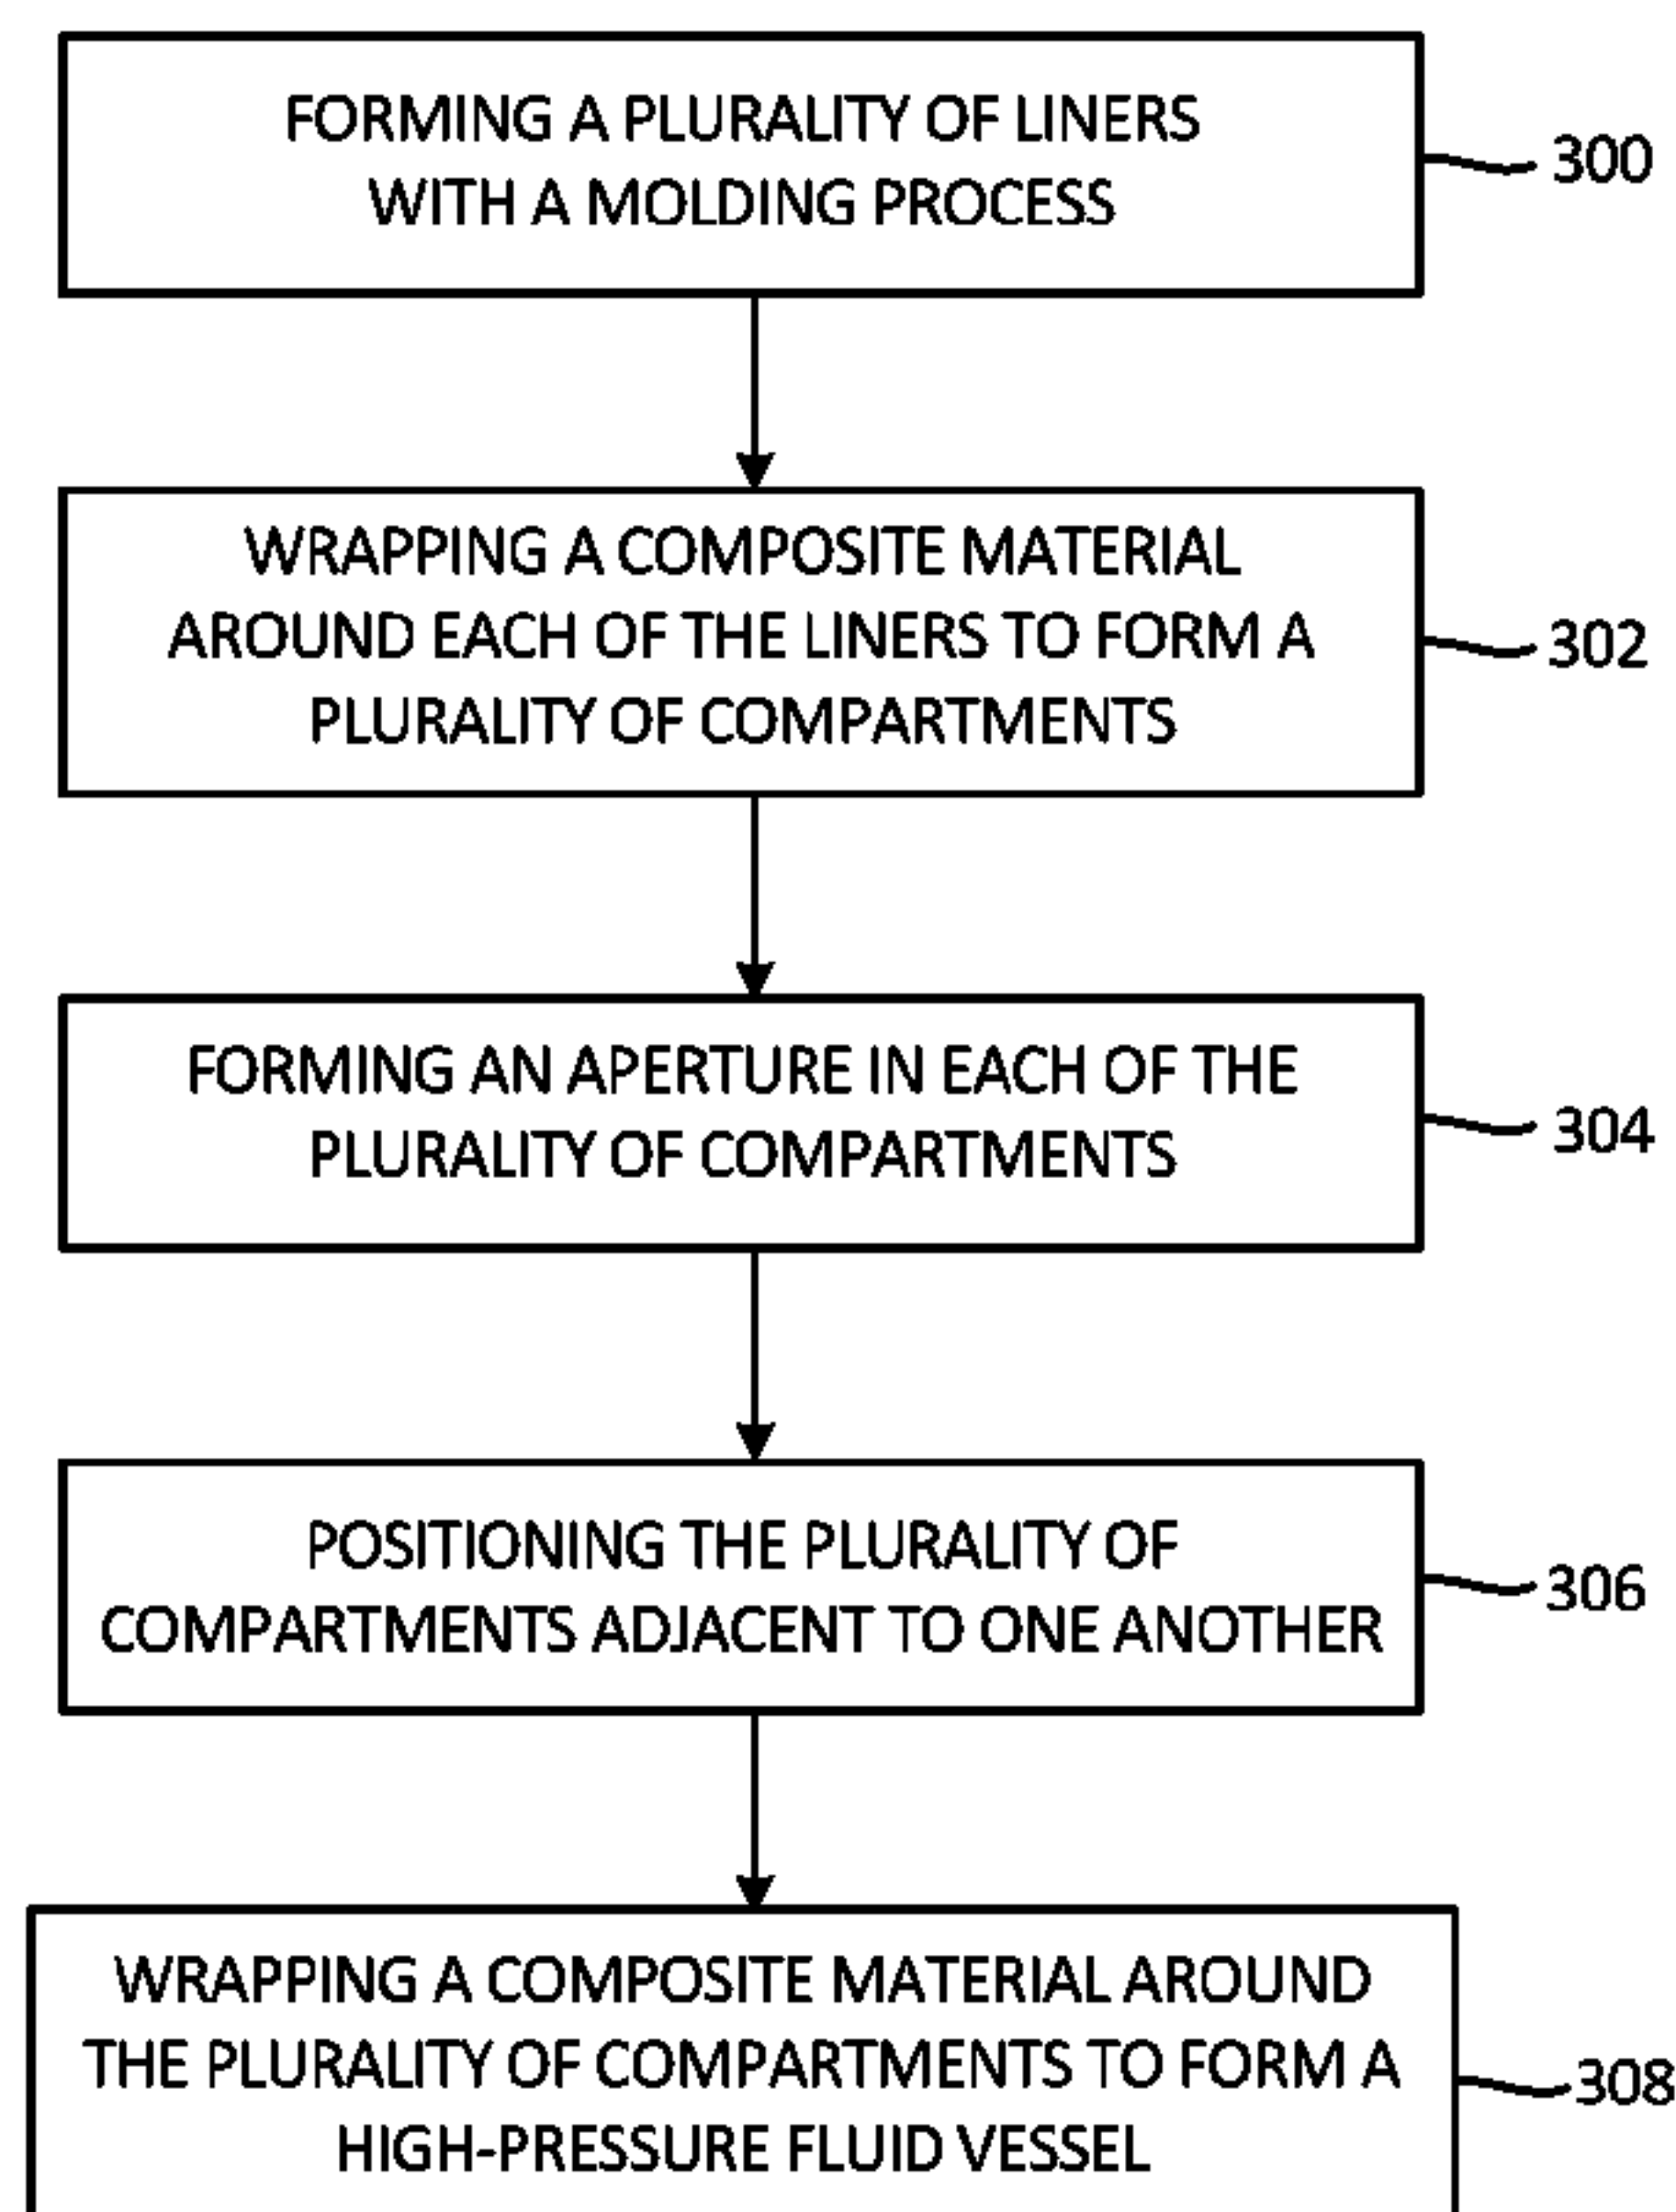 FORMING A PLURALITY OF LINERS
WITH A MOLDING PROCESS
300
WRAPPING A COMPOSITE MATERIAL
AROUND EACH OF THE LINERS TO FORM A
PLURALITY OF COMPARTMENTS
302
FORMING AN APERTURE IN EACH OF THE
PLURALITY OF COMPARTMENTS
304
POSITIONING THE PLURALITY OF
COMPARTMENTS ADJACENT TO ONE ANOTHER
306
WRAPPING A COMPOSITE MATERIAL AROUND
THE PLURALITY OF COMPARTMENTS TO FORM A
HIGH-PRESSURE FLUID VESSEL
308